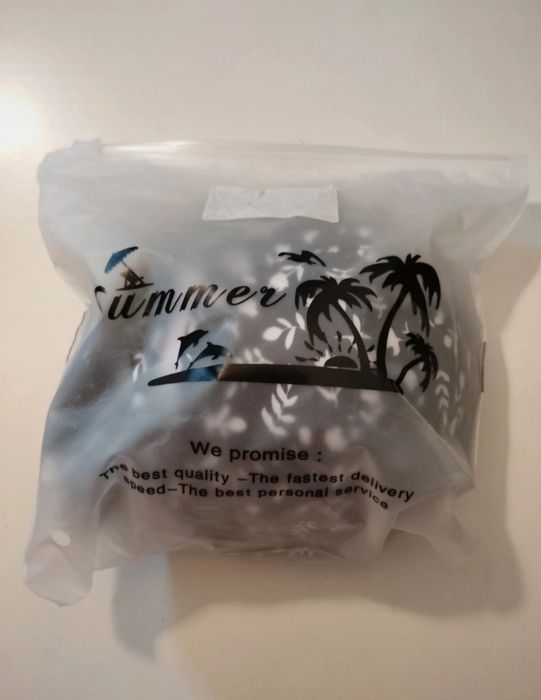 Summer
We promise :
The best quality –The fastest delivery
speed–The best personal service